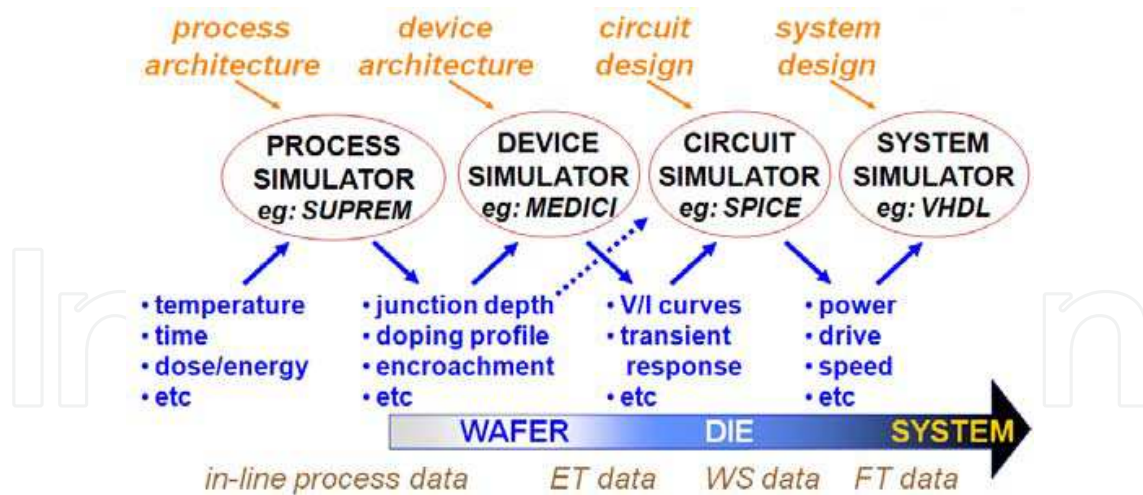 process
architecture
device
architecture
circuit
design
system
design
PROCESS
SIMULATOR
eg: SUPREM
DEVICE
SIMULATOR
eg: MEDICI
CIRCUIT
SIMULATOR
eg: SPICE
SYSTEM
SIMULATOR
eg: VHDL
• temperature
• time
• dose/energy
• etc
• junction depth
• doping profile
• encroachment
• etc
• V/I curves
• transient
response
• etc
• power
• drive
• speed
• etc
WAFER DIE SYSTEM
in-line process data ET data WS data FT data